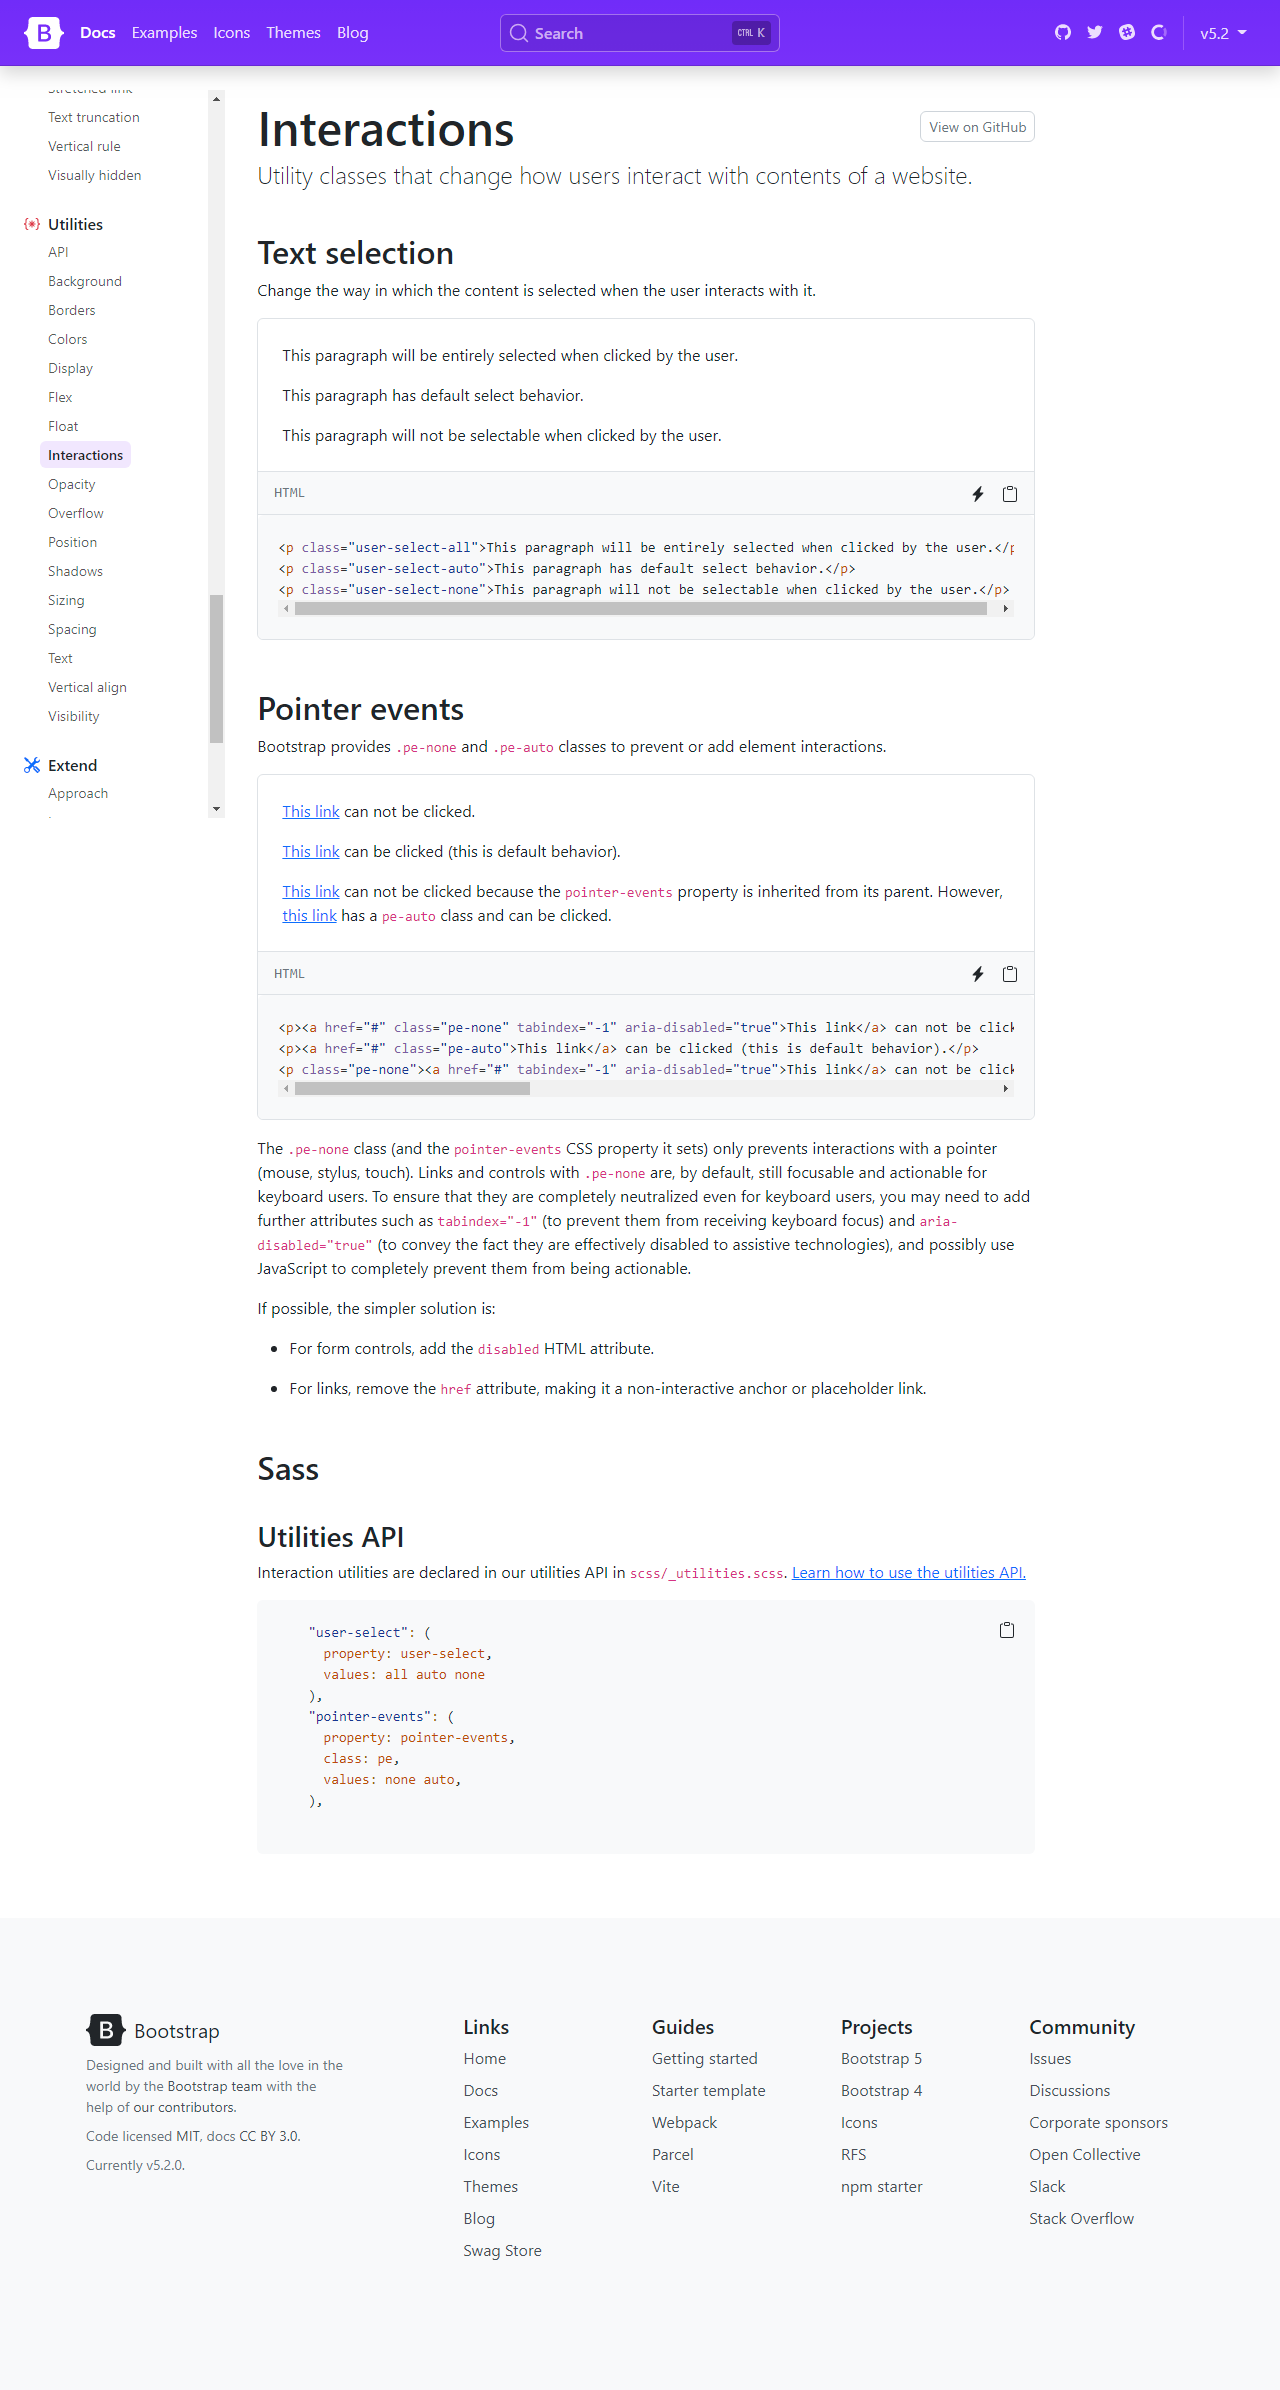 B Docs Examples Icons Themes Blog Search CTRL K v5.2
Stretched link
Text truncation
Vertical rule
Visually hidden
Utilities
API
Background
Borders
Colors
Display
Flex
Float
Interactions
Opacity
Overflow
Position
Shadows
Sizing
Spacing
Text
Vertical align
Visibility
Extend
Approach
Interactions
View on GitHub
Utility classes that change how users interact with contents of a website.
Text selection
Change the way in which the content is selected when the user interacts with it.
This paragraph will be entirely selected when clicked by the user.
This paragraph has default select behavior.
This paragraph will not be selectable when clicked by the user.
HTML
<p class="user-select-all">This paragraph will be entirely selected when clicked by the user.</p
<p class="user-select-auto">This paragraph has default select behavior.</p>
<p class="user-select-none">This paragraph will not be selectable when clicked by the user.</p>
Pointer events
Bootstrap provides .pe-none and .pe-auto classes to prevent or add element interactions.
This link can not be clicked.
This link can be clicked (this is default behavior).
This link can not be clicked because the pointer-events property is inherited from its parent. However,
this link has a pe-auto class and can be clicked.
HTML
<p><a href="#" class="pe-none" tabindex="-1" aria-disabled="true">This link</a> can not be click
<p><a href="#" class="pe-auto">This link</a> can be clicked (this is default behavior).</p>
<p class="pe-none"><a href="#" tabindex="-1" aria-disabled="true">This link</a> can not be click
The .pe-none class (and the pointer-events CSS property it sets) only prevents interactions with a pointer
(mouse, stylus, touch). Links and controls with .pe-none are, by default, still focusable and actionable for
keyboard users. To ensure that they are completely neutralized even for keyboard users, you may need to add
further attributes such as tabindex="-1" (to prevent them from receiving keyboard focus) and aria-
disabled="true" (to convey the fact they are effectively disabled to assistive technologies), and possibly use
JavaScript to completely prevent them from being actionable.
If possible, the simpler solution is:
• For form controls, add the disabled HTML attribute.
• For links, remove the href attribute, making it a non-interactive anchor or placeholder link.
Sass
Utilities API
Interaction utilities are declared in our utilities API in scss/_utilities.scss. Learn how to use the utilities API.
"user-select": (
property: user-select,
values: all auto none
),
"pointer-events": (
property: pointer-events,
class: pe,
values: none auto,
),
B Bootstrap
Designed and built with all the love in the
world by the Bootstrap team with the
help of our contributors.
Code licensed MIT, docs CC BY 3.0.
Currently v5.2.0.
Links
Home
Docs
Examples
Icons
Themes
Blog
Swag Store
Guides
Getting started
Starter template
Webpack
Parcel
Vite
Projects
Bootstrap 5
Bootstrap 4
Icons
RFS
npm starter
Community
Issues
Discussions
Corporate sponsors
Open Collective
Slack
Stack Overflow